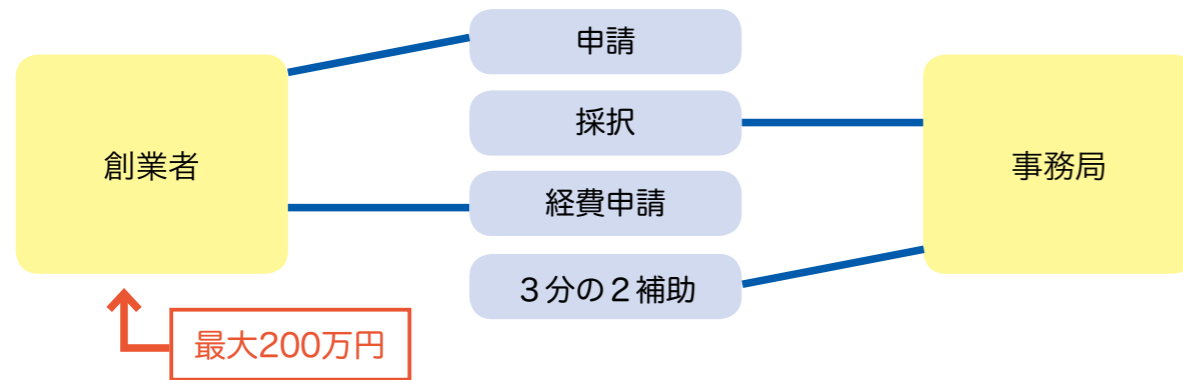 創業者
申請
採択
経費申請
３分の２補助
事務局
最大200万円